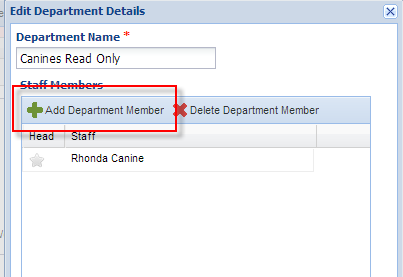 Edit Department Details
Department Name *
Canines Read Only
Staff Members
Add Department Member Delete Department Member
Head Staff
Rhonda Canine